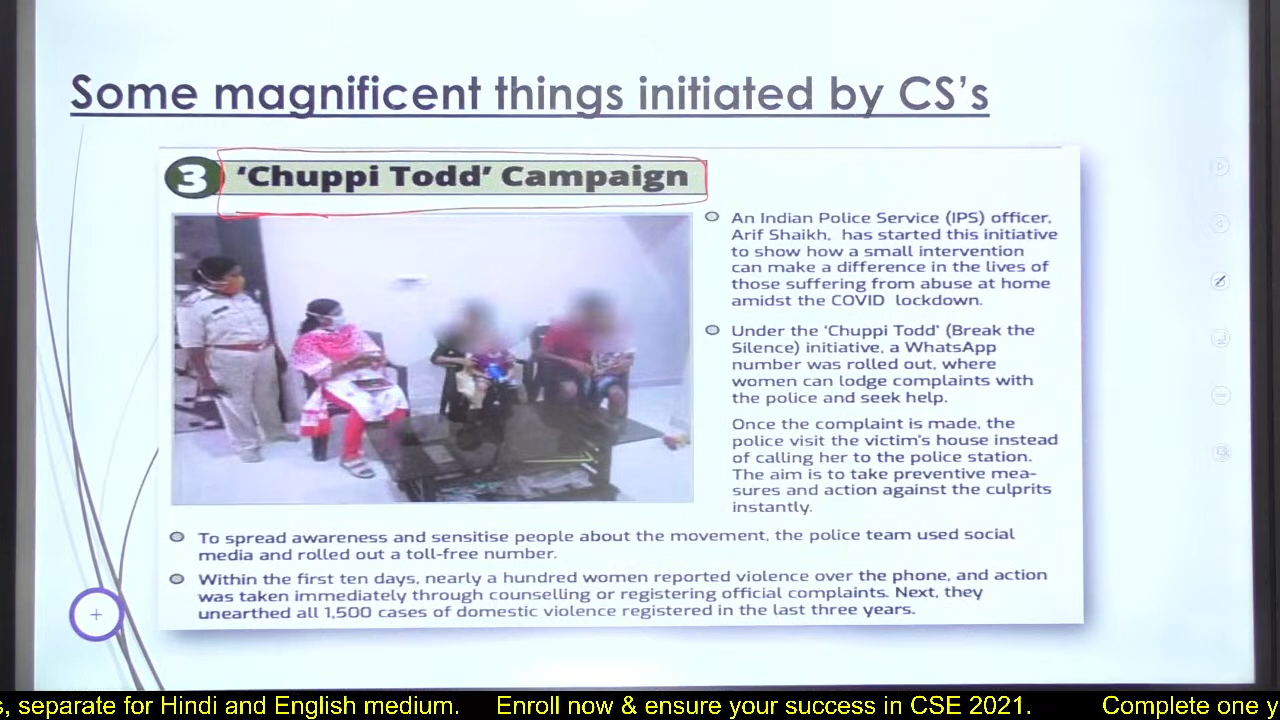 Some magnificent things initiated by CS's
3 'Chuppi Todd' Campaign
An Indian Police Service (IPS) officer,
Arif Shaikh, has started this initiative
to show how a small intervention
can make a difference in the lives of
those suffering from abuse at home
amidst the COVID lockdown.
Under the 'Chuppi Todd' (Break the
Silence) initiative, a WhatsApp
number was rolled out, where
women can lodge complaints with
the police and seek help.
Once the complaint is made, the
police visit the victim's house instead
of calling her to the police station.
The aim is to take preventive mea-
sures and action against the culprits
instantly.
To spread awareness and sensitise people about the movement, the police team used social
media and rolled out a toll-free number.
Within the first ten days, nearly a hundred women reported violence over the phone, and action
was taken immediately through counselling or registering official complaints. Next, they
unearthed all 1,500 cases of domestic violence registered in the last three years.
s, separate for Hindi and English medium. Enroll now & ensure your success in CSE 2021. Complete one y